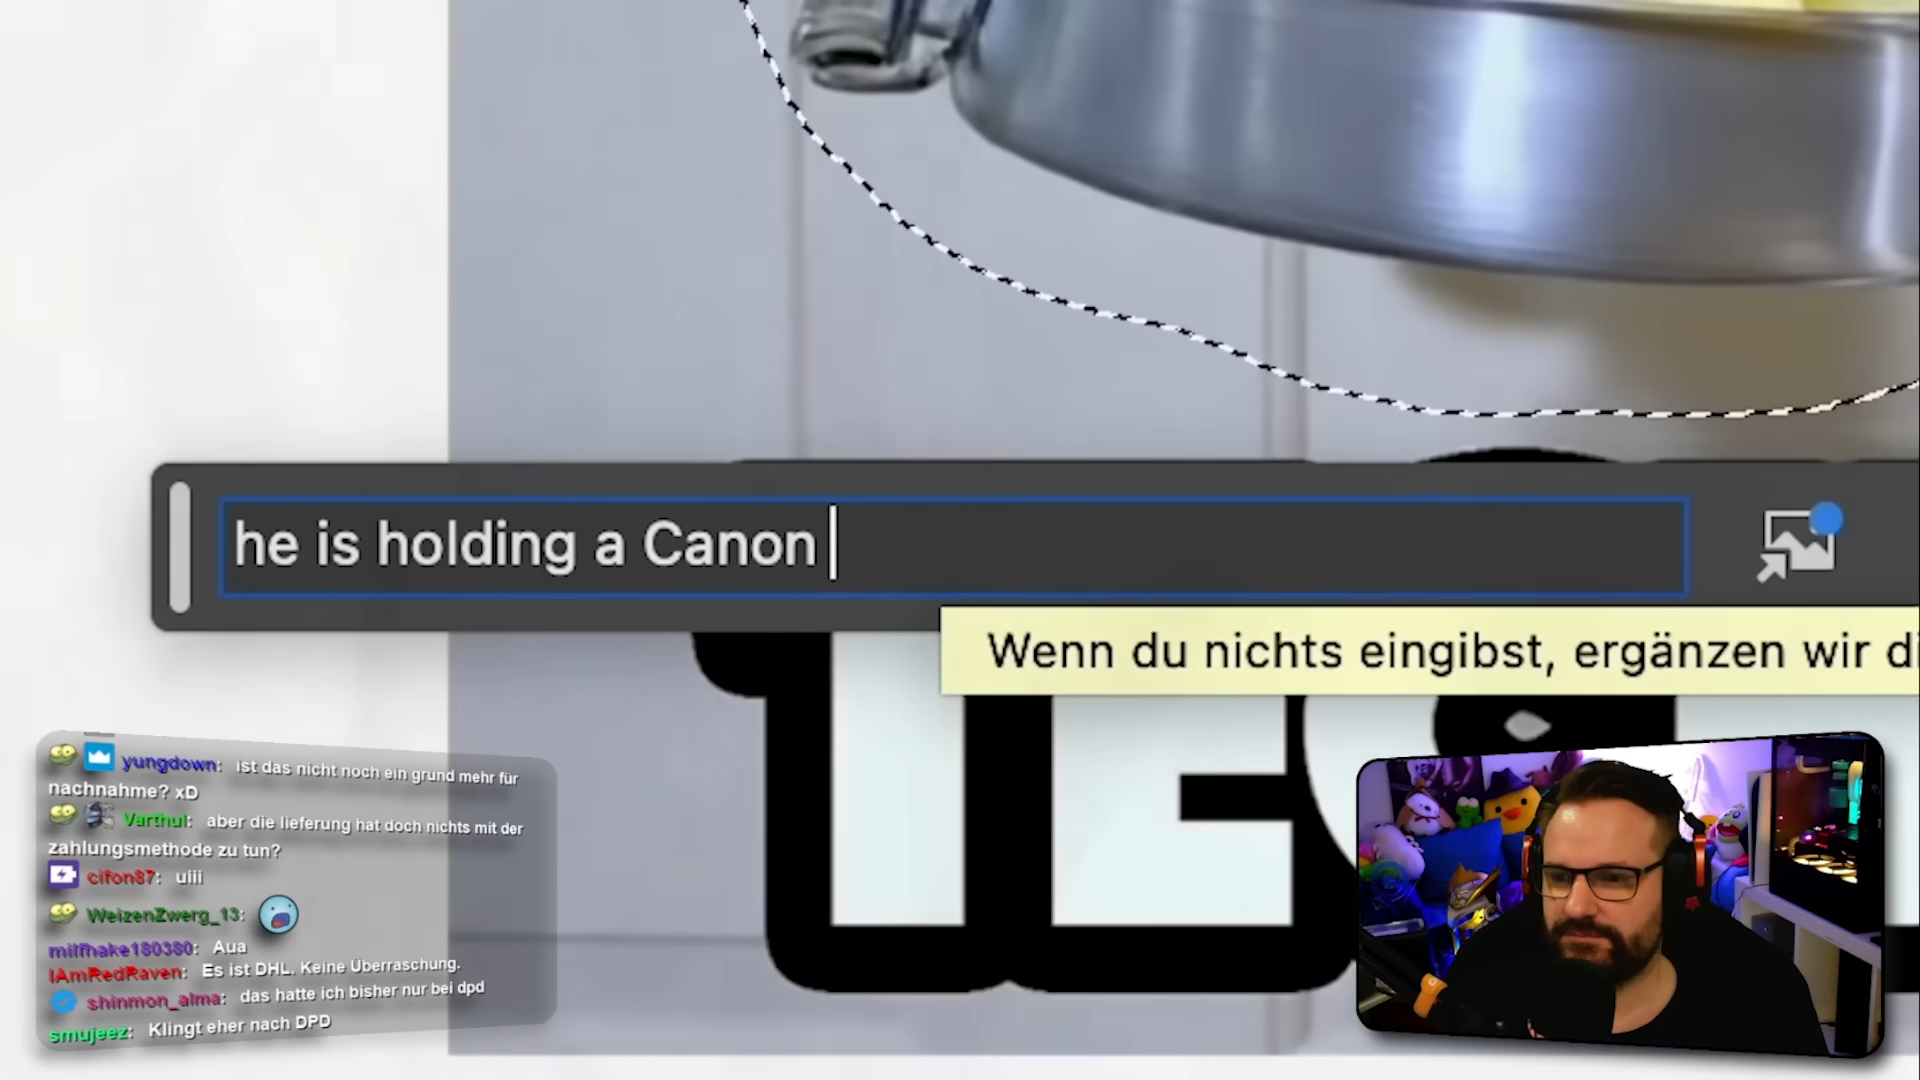 he is holding a Canon
Wenn du nichts eingibst, ergänzen wir di
TE
yungdown: ist das nicht noch ein grund mehr für
nachnahme? xD
Varthul: aber die lieferung hat doch nichts mit der
zahlungsmethode zu tun?
cifon87: uiii
WeizenZwerg_13:
milfhake180380: Aua
IAmRedRaven: Es ist DHL. Keine Überraschung.
shinmon_alma: das hatte ich bisher nur bei dpd
smujeez: Klingt eher nach DPD